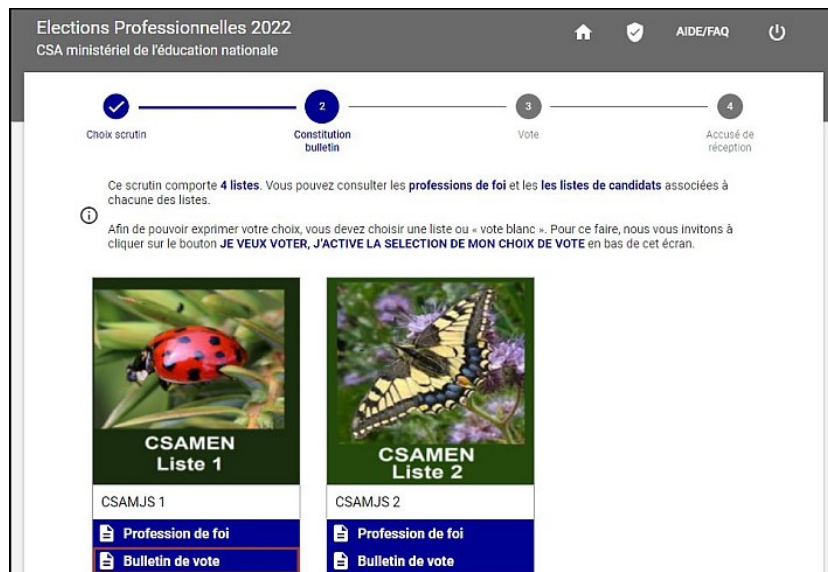 Elections Professionnelles 2022
CSA ministériel de l'éducation nationale
AIDE/FAQ
2
3
4
Choix scrutin
Constitution
bulletin
Vote
Accusé de
réception
Ce scrutin comporte 4 listes. Vous pouvez consulter les professions de foi et les les listes de candidats associées à
chacune des listes.
Afin de pouvoir exprimer votre choix, vous devez choisir une liste ou « vote blanc ». Pour ce faire, nous vous invitons à
cliquer sur le bouton JE VEUX VOTER, J'ACTIVE LA SELECTION DE MON CHOIX DE VOTE en bas de cet écran.
CSAMEN
Liste 1
CSAMJS 1
Profession de foi
Bulletin de vote
CSAMEN
Liste 2
CSAMJS 2
Profession de foi
Bulletin de vote